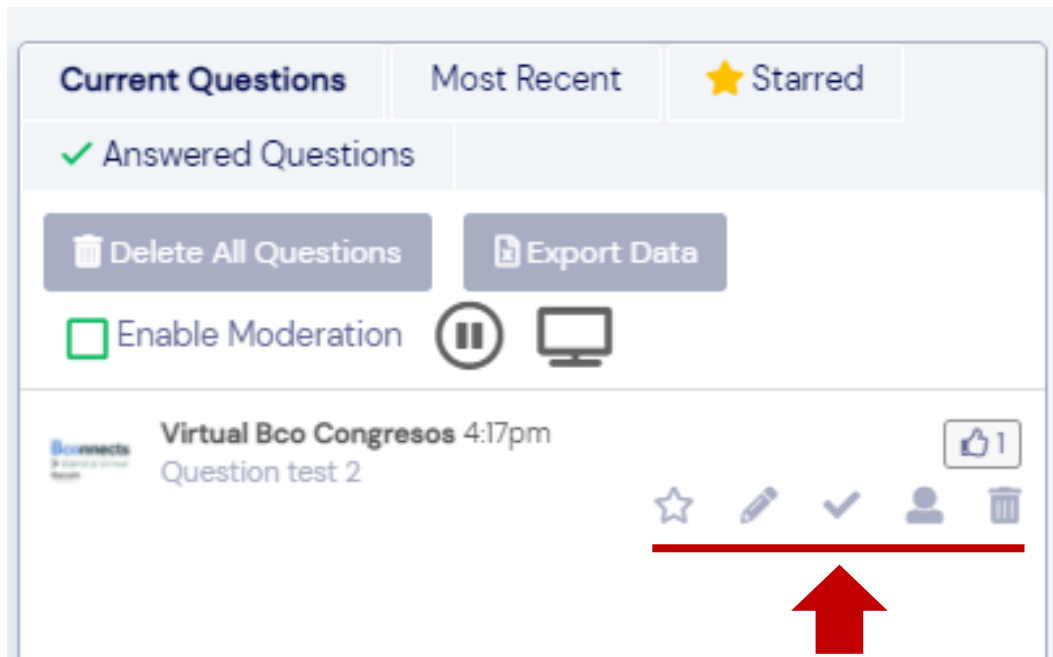 Current Questions Most Recent Starred
Answered Questions
Delete All Questions Export Data
Enable Moderation
Virtual Bco Congresos 4:17pm
1
Question test 2
Bconnects